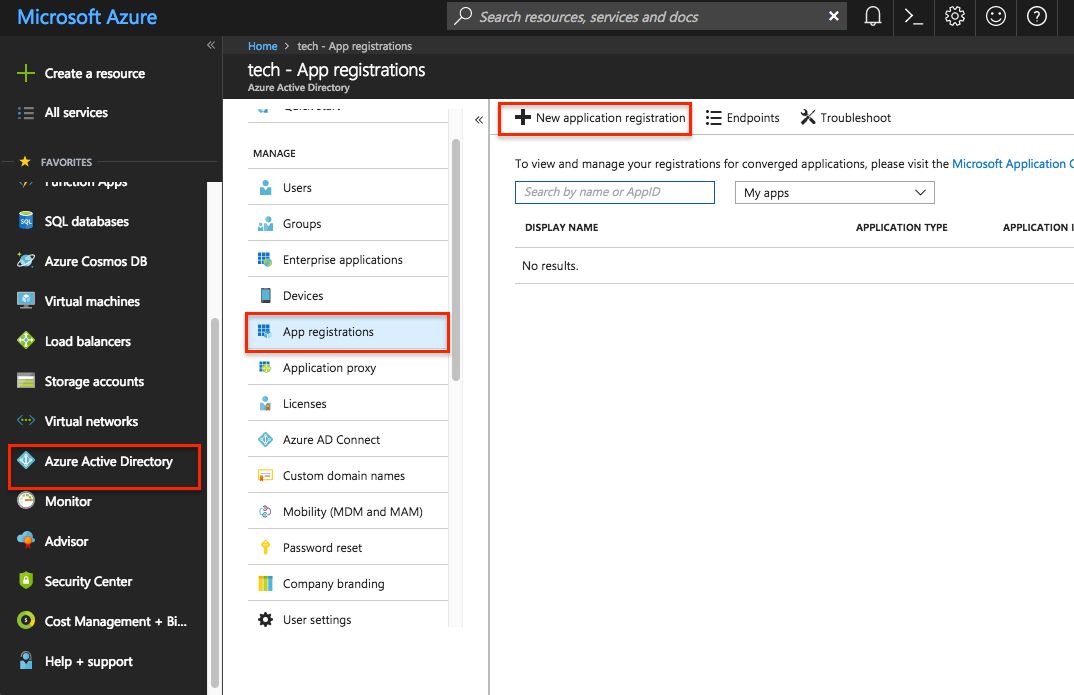 Microsoft Azure
Search resources, services and docs
Home > tech - App registrations
tech - App registrations
Azure Active Directory
Create a resource
All services
FAVORITES
Function Apps
SQL databases
Azure Cosmos DB
Virtual machines
Load balancers
Storage accounts
Virtual networks
Azure Active Directory
Monitor
Advisor
Security Center
Cost Management + Bi...
Help + support
MANAGE
Users
Groups
Enterprise applications
Devices
App registrations
Application proxy
Licenses
Azure AD Connect
Custom domain names
Mobility (MDM and MAM)
Password reset
Company branding
User settings
New application registration
Endpoints
Troubleshoot
To view and manage your registrations for converged applications, please visit the Microsoft Application
Search by name or AppID
My apps
DISPLAY NAME
APPLICATION TYPE
APPLICATION
No results.